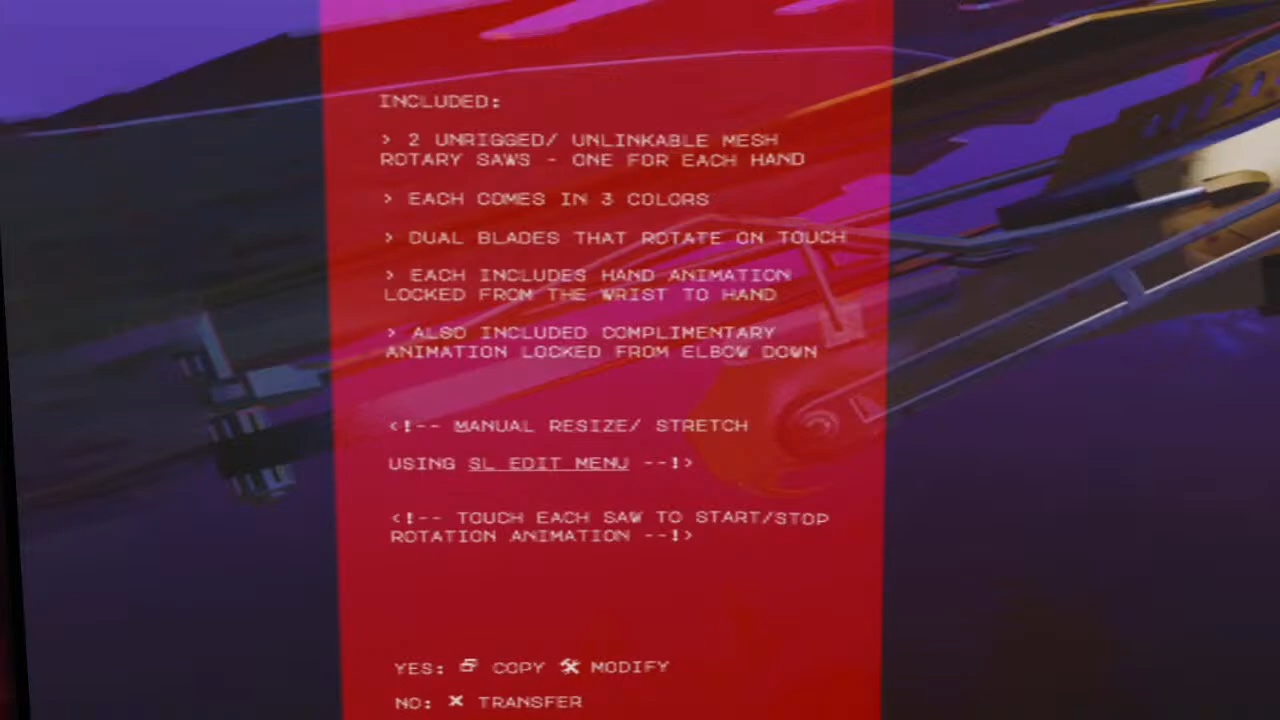 INCLUDED:
> 2 UNRIGGED/ UNLINKABLE MESH
ROTARY SAWS - ONE FOR EACH HAND
> EACH COMES IN 3 COLORS
> DUAL BLADES THAT ROTATE ON TOUCH
> EACH INCLUDES HAND ANIMATION
LOCKED FROM THE WRIST TO HAND
> ALSO INCLUDED COMPLIMENTARY
ANIMATION LOCKED FROM ELBOW DOWN
<!-- MANUAL RESIZE/ STRETCH
USING SL EDIT MENU --!>
<!-- TOUCH EACH SAW TO START/STOP
ROTATION ANIMATION --!>
YES: COPY MODIFY
NO: TRANSFER